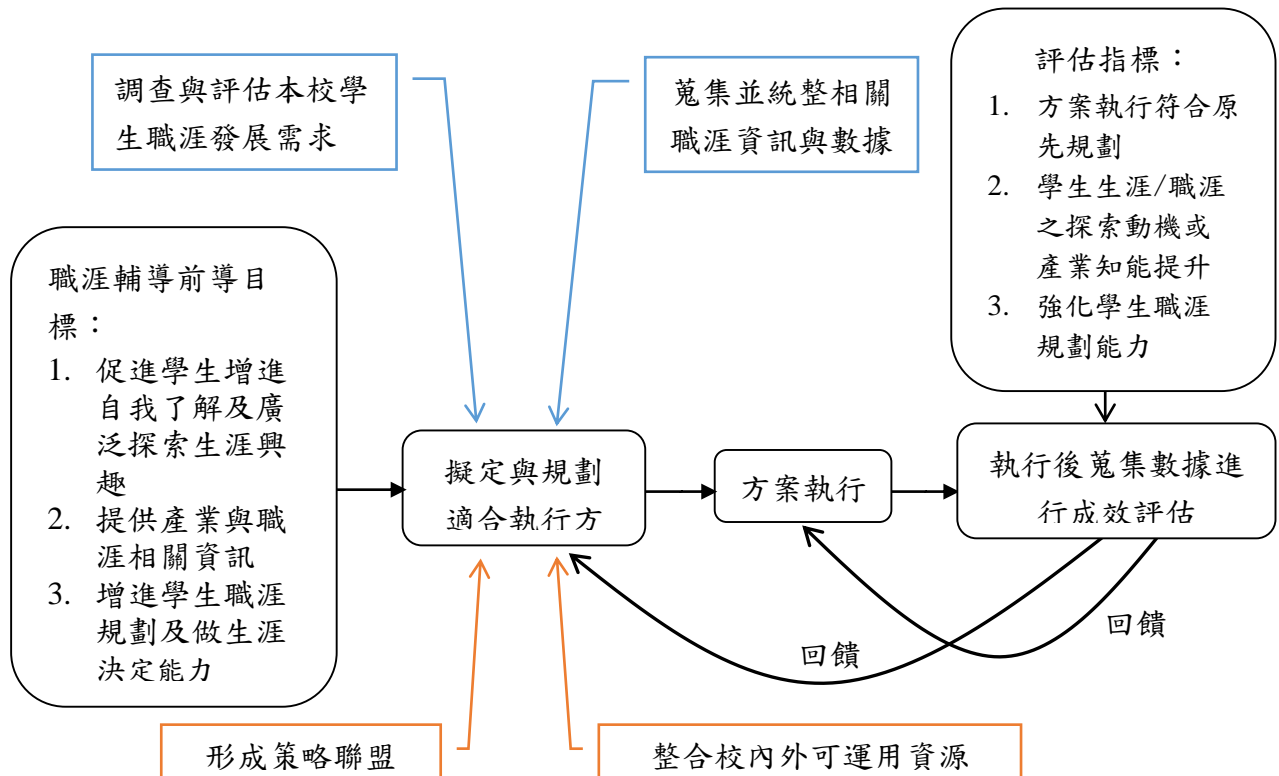 調查與評估本校學
生職涯發展需求
蒐集並統整相關
職涯資訊與數據
評估指標：
1. 方案執行符合原
先規劃
2. 學生生涯/職涯
之探索動機或
產業知能提升
3. 強化學生職涯
規劃能力
職涯輔導前導目
標：
1. 促進學生增進
自我了解及廣
泛探索生涯興
趣
2. 提供產業與職
涯相關資訊
3. 增進學生職涯
規劃及做生涯
決定能力
擬定與規劃
適合執行方
方案執行
執行後蒐集數據進
行成效評估
回饋
回饋
形成策略聯盟
整合校內外可運用資源